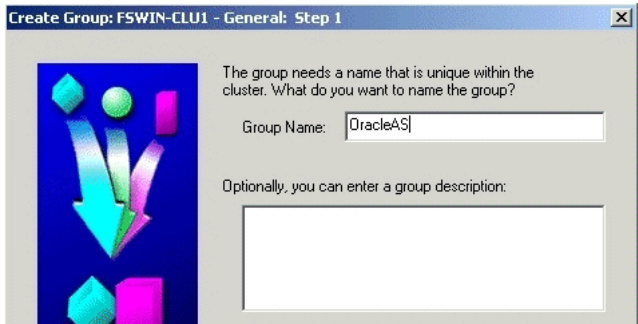 Create Group: FSWIN-CLU1 - General: Step 1
The group needs a name that is unique within the
cluster. What do you want to name the group?
Group Name: OracleAS
Optionally, you can enter a group description: